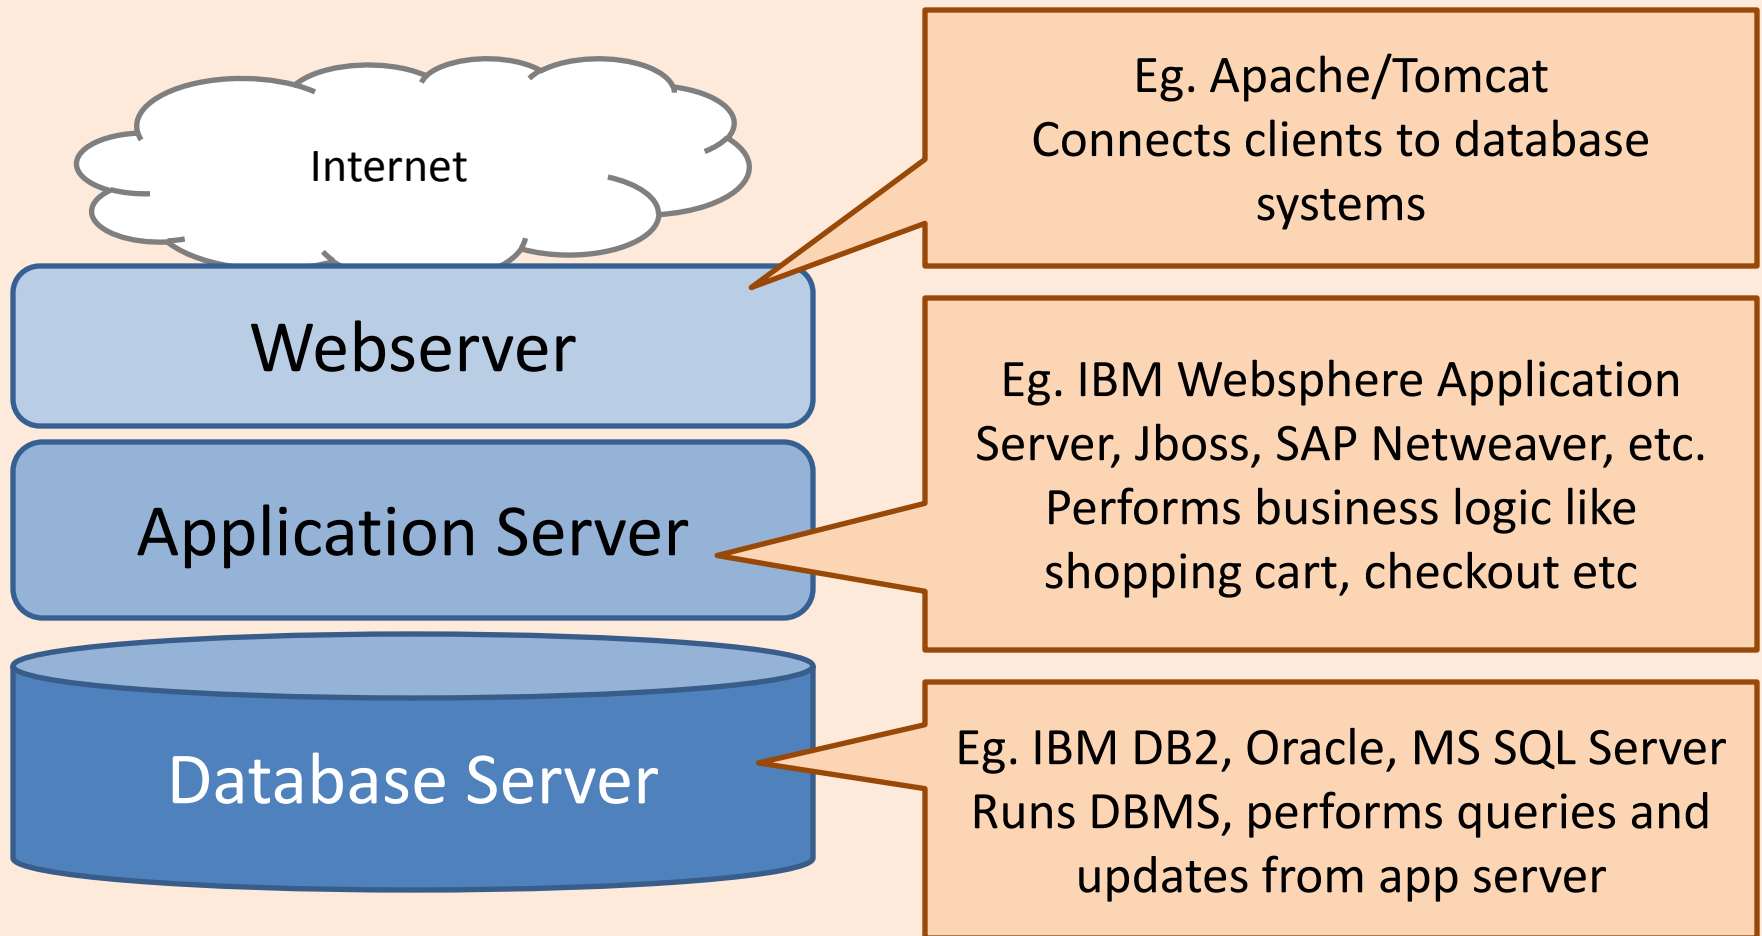 Internet
Webserver
Application Server
Database Server
Eg. Apache/Tomcat
Connects clients to database
systems
Eg. IBM Websphere Application
Server, Jboss, SAP Netweaver, etc.
Performs business logic like
shopping cart, checkout etc
Eg. IBM DB2, Oracle, MS SQL Server
Runs DBMS, performs queries and
updates from app server